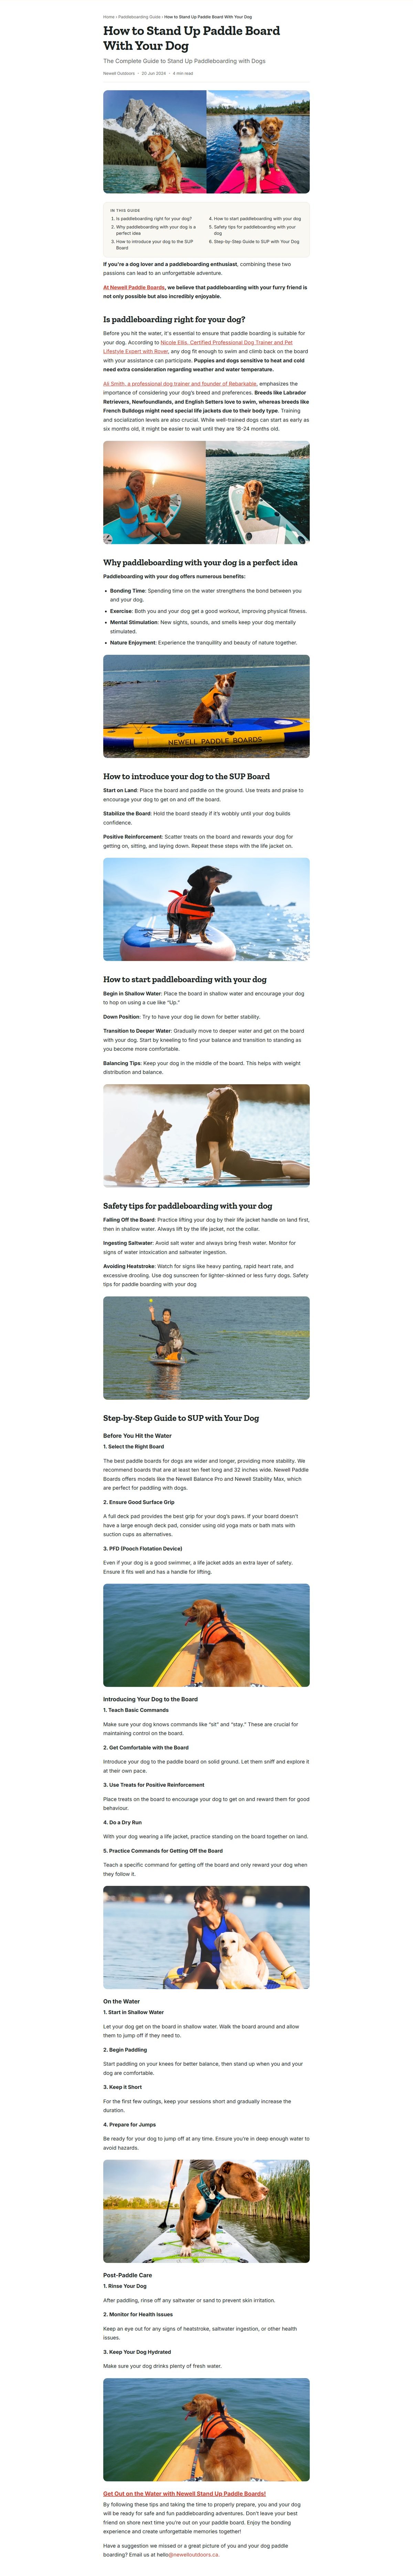 Home › Paddleboarding Guide › How to Stand Up Paddle Board With Your Dog
How to Stand Up Paddle Board
With Your Dog
The Complete Guide to Stand Up Paddleboarding with Dogs
Newell Outdoors · 20 Jun 2024 · 4 min read
IN THIS GUIDE
1. Is paddleboarding right for your dog?
2. Why paddleboarding with your dog is a
perfect idea
3. How to introduce your dog to the SUP
Board
4. How to start paddleboarding with your dog
5. Safety tips for paddleboarding with your
dog
6. Step-by-Step Guide to SUP with Your Dog
If you're a dog lover and a paddleboarding enthusiast, combining these two
passions can lead to an unforgettable adventure.
At Newell Paddle Boards, we believe that paddleboarding with your furry friend is
not only possible but also incredibly enjoyable.
Is paddleboarding right for your dog?
Before you hit the water, it's essential to ensure that paddle boarding is suitable for
your dog. According to Nicole Ellis, Certified Professional Dog Trainer and Pet
Lifestyle Expert with Rover, any dog fit enough to swim and climb back on the board
with your assistance can participate. Puppies and dogs sensitive to heat and cold
need extra consideration regarding weather and water temperature.
Ali Smith, a professional dog trainer and founder of Rebarkable, emphasizes the
importance of considering your dog's breed and preferences. Breeds like Labrador
Retrievers, Newfoundlands, and English Setters love to swim, whereas breeds like
French Bulldogs might need special life jackets due to their body type. Training
and socialization levels are also crucial. While well-trained dogs can start as early as
six months old, it might be easier to wait until they are 18-24 months old.
Why paddleboarding with your dog is a perfect idea
Paddleboarding with your dog offers numerous benefits:
• Bonding Time: Spending time on the water strengthens the bond between you
and your dog.
• Exercise: Both you and your dog get a good workout, improving physical fitness.
• Mental Stimulation: New sights, sounds, and smells keep your dog mentally
stimulated.
• Nature Enjoyment: Experience the tranquillity and beauty of nature together.
NEWELL PADDLE BOARDS
How to introduce your dog to the SUP Board
Start on Land: Place the board and paddle on the ground. Use treats and praise to
encourage your dog to get on and off the board.
Stabilize the Board: Hold the board steady if it's wobbly until your dog builds
confidence.
Positive Reinforcement: Scatter treats on the board and rewards your dog for
getting on, sitting, and laying down. Repeat these steps with the life jacket on.
How to start paddleboarding with your dog
Begin in Shallow Water: Place the board in shallow water and encourage your dog
to hop on using a cue like "Up."
Down Position: Try to have your dog lie down for better stability.
Transition to Deeper Water: Gradually move to deeper water and get on the board
with your dog. Start by kneeling to find your balance and transition to standing as
you become more comfortable.
Balancing Tips: Keep your dog in the middle of the board. This helps with weight
distribution and balance.
Safety tips for paddleboarding with your dog
Falling Off the Board: Practice lifting your dog by their life jacket handle on land first,
then in shallow water. Always lift by the life jacket, not the collar.
Ingesting Saltwater: Avoid salt water and always bring fresh water. Monitor for
signs of water intoxication and saltwater ingestion.
Avoiding Heatstroke: Watch for signs like heavy panting, rapid heart rate, and
excessive drooling. Use dog sunscreen for lighter-skinned or less furry dogs. Safety
tips for paddle boarding with your dog
Step-by-Step Guide to SUP with Your Dog
Before You Hit the Water
1. Select the Right Board
The best paddle boards for dogs are wider and longer, providing more stability. We
recommend boards that are at least ten feet long and 32 inches wide. Newell Paddle
Boards offers models like the Newell Balance Pro and Newell Stability Max, which
are perfect for paddling with dogs.
2. Ensure Good Surface Grip
A full deck pad provides the best grip for your dog's paws. If your board doesn't
have a large enough deck pad, consider using old yoga mats or bath mats with
suction cups as alternatives.
3. PFD (Pooch Flotation Device)
Even if your dog is a good swimmer, a life jacket adds an extra layer of safety.
Ensure it fits well and has a handle for lifting.
Introducing Your Dog to the Board
1. Teach Basic Commands
Make sure your dog knows commands like "sit" and "stay." These are crucial for
maintaining control on the board.
2. Get Comfortable with the Board
Introduce your dog to the paddle board on solid ground. Let them sniff and explore it
at their own pace.
3. Use Treats for Positive Reinforcement
Place treats on the board to encourage your dog to get on and reward them for good
behaviour.
4. Do a Dry Run
With your dog wearing a life jacket, practice standing on the board together on land.
5. Practice Commands for Getting Off the Board
Teach a specific command for getting off the board and only reward your dog when
they follow it.
On the Water
1. Start in Shallow Water
Let your dog get on the board in shallow water. Walk the board around and allow
them to jump off if they need to.
2. Begin Paddling
Start paddling on your knees for better balance, then stand up when you and your
dog are comfortable.
3. Keep it Short
For the first few outings, keep your sessions short and gradually increase the
duration.
4. Prepare for Jumps
Be ready for your dog to jump off at any time. Ensure you're in deep enough water to
avoid hazards.
Post-Paddle Care
1. Rinse Your Dog
After paddling, rinse off any saltwater or sand to prevent skin irritation.
2. Monitor for Health Issues
Keep an eye out for any signs of heatstroke, saltwater ingestion, or other health
issues.
3. Keep Your Dog Hydrated
Make sure your dog drinks plenty of fresh water.
Get Out on the Water with Newell Stand Up Paddle Boards!
By following these tips and taking the time to properly prepare, you and your dog
will be ready for safe and fun paddleboarding adventures. Don't leave your best
friend on shore next time you're out on your paddle board. Enjoy the bonding
experience and create unforgettable memories together!
Have a suggestion we missed or a great picture of you and your dog paddle
boarding? Email us at hello@newelloutdoors.ca.